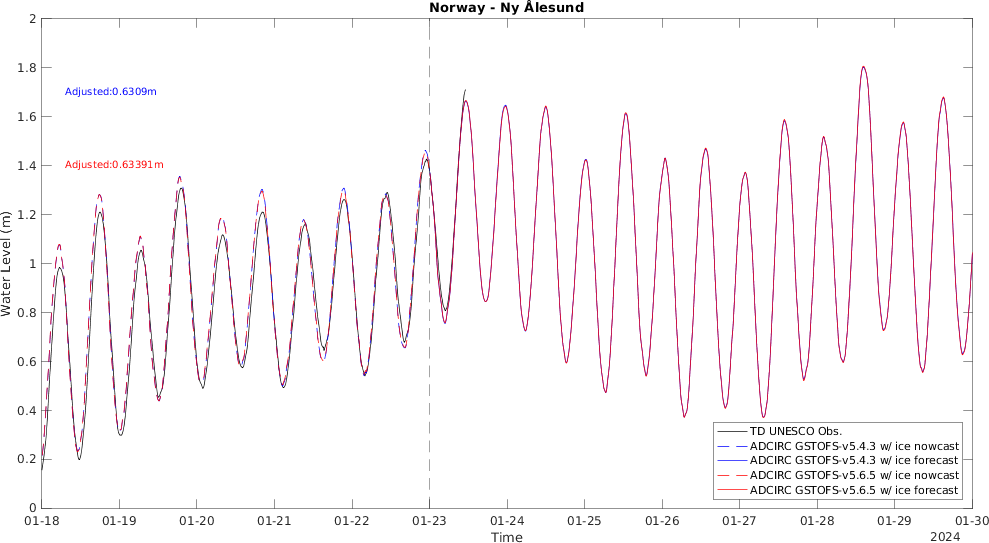 Norway - Ny Ålesund
2
1.8
1.6
1.4
1.2
1
0.8
0.6
0.4
0.2
0
Water Level (m)
Adjusted:0.6309m
Adjusted:0.63391m
TD UNESCO Obs.
ADCIRC GSTOFS-v5.4.3 w/ ice nowcast
ADCIRC GSTOFS-v5.4.3 w/ ice forecast
ADCIRC GSTOFS-v5.6.5 w/ ice nowcast
ADCIRC GSTOFS-v5.6.5 w/ ice forecast
01-18 01-19 01-20 01-21 01-22 01-23 01-24 01-25 01-26 01-27 01-28 01-29 01-30
Time
2024